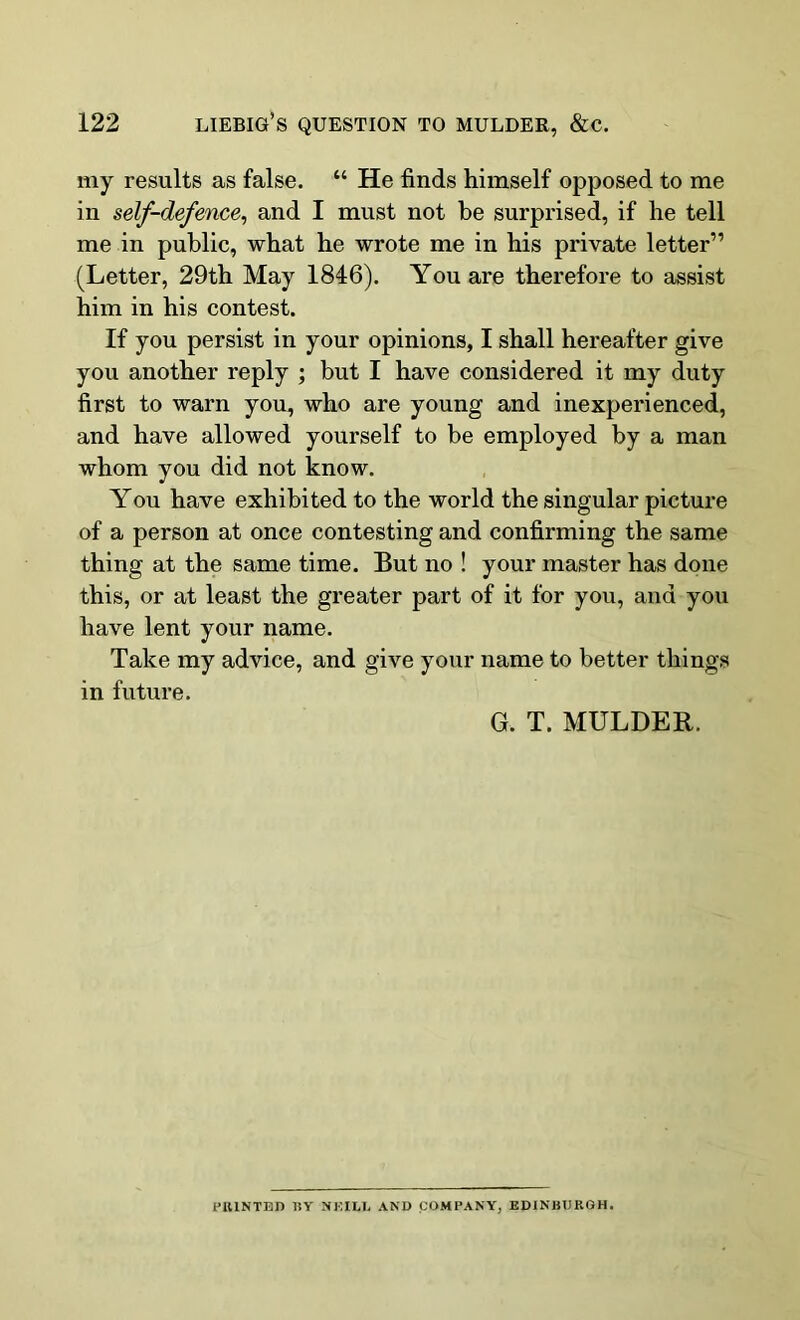 122 LIEBIG'S QUESTION TO MULDER, &C.
my results as false. “ He finds himself opposed to me
in self-defence, and I must not be surprised, if he tell
me in public, what he wrote me in his private letter”
(Letter, 29th May 1846). You are therefore to assist
him in his contest.
If you persist in your opinions, I shall hereafter give
you another reply ; but I have considered it my duty
first to warn you, who are young and inexperienced,
and have allowed yourself to be employed by a man
whom you did not know.
You have exhibited to the world the singular picture
of a person at once contesting and confirming the same
thing at the same time. But no ! your master has done
this, or at least the greater part of it for you, and you
have lent your name.
Take my advice, and give your name to better things
in future.
G. T. MULDER.
PRINTED BY NEILL AND COMPANY, EDINBURGH.